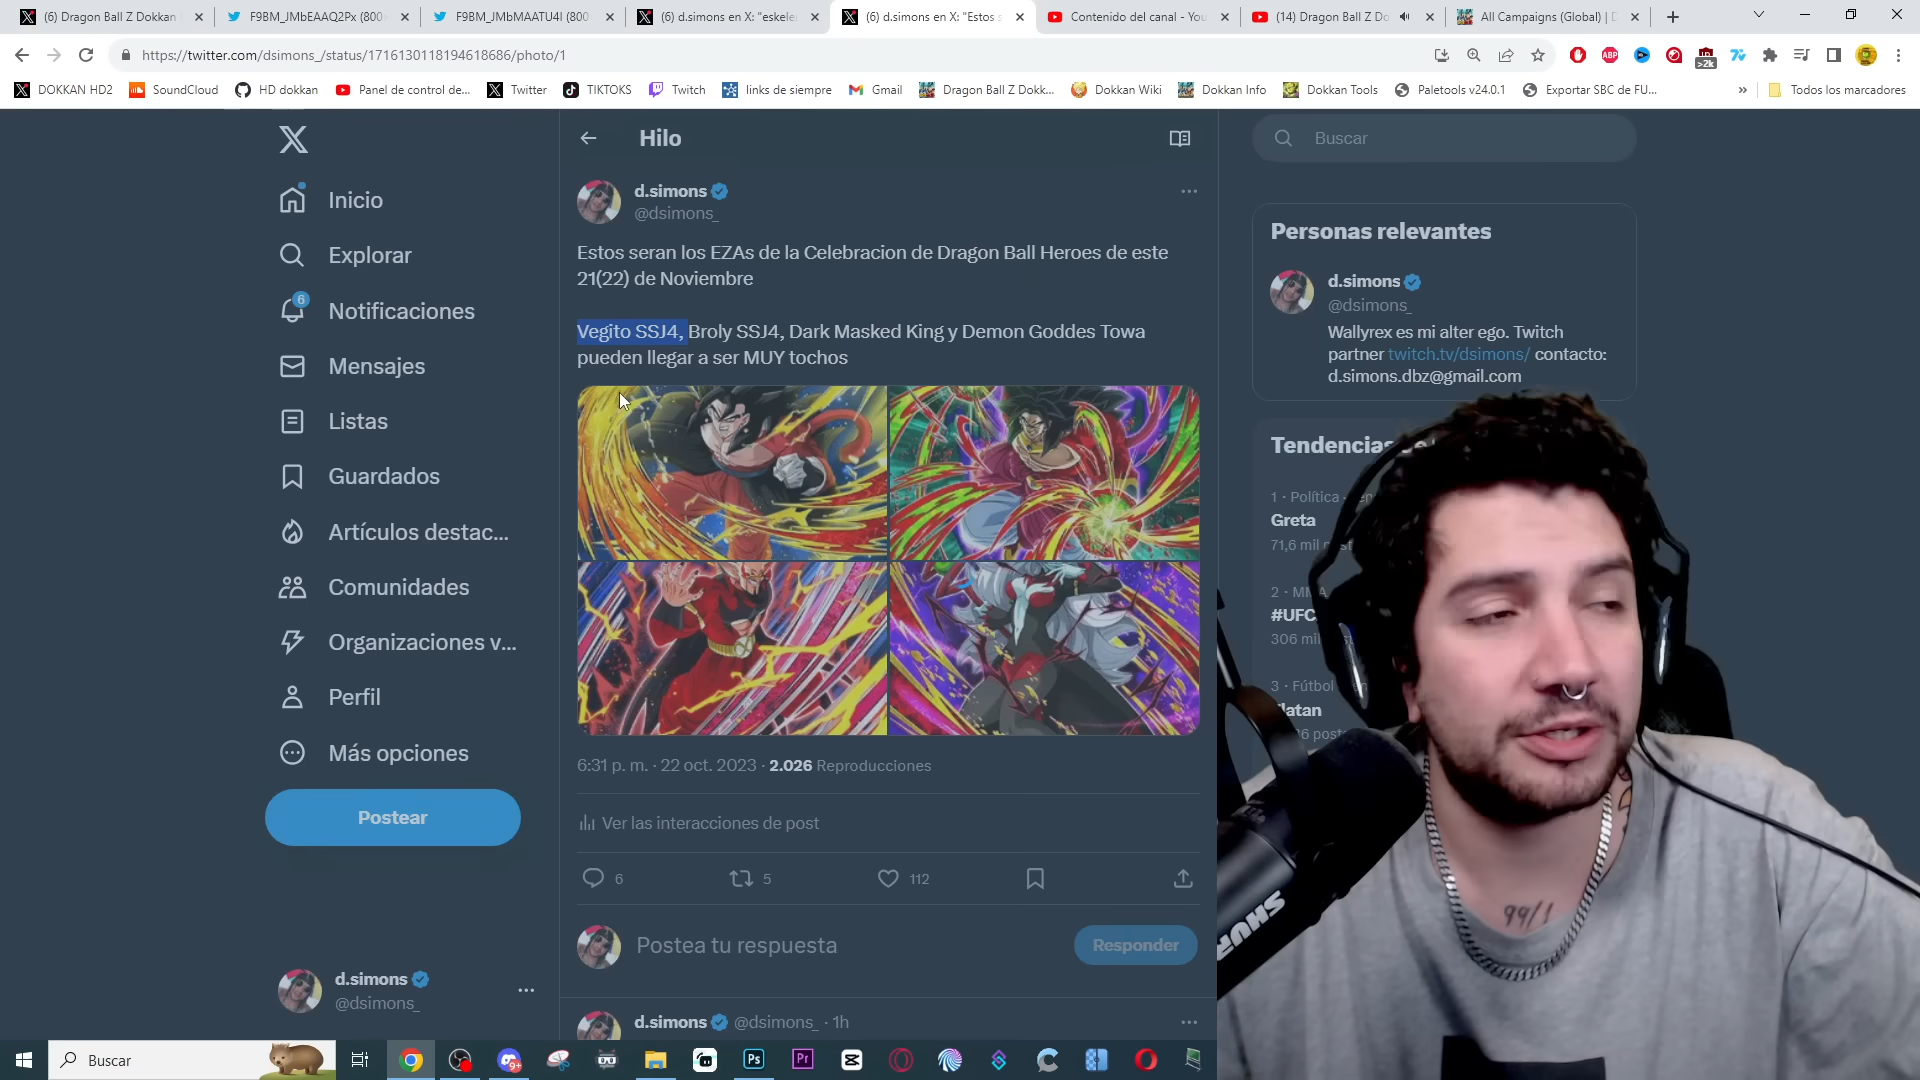 (6) Dragon Ball Z Dokkan
F9BM_JMbEAAQ2Px (800
F9BM_JMbMAATU4I (800
(6) d.simons en X: "eskele
(6) d.simons en X: "Estos s
Contenido del canal - You
(14) Dragon Ball Z Do
All Campaigns (Global) | D
https://twitter.com/dsimons_/status/1716130118194618686/photo/1
ABP
>2k
DOKKAN HD2
SoundCloud
HD dokkan
Panel de control de...
Twitter
TIKTOKS
Twitch
links de siempre
Gmail
Dragon Ball Z Dokk...
Dokkan Wiki
Dokkan Info
Dokkan Tools
Paletools v24.0.1
Exportar SBC de FU...
»
Todos los marcadores
Inicio
Explorar
6
Notificaciones
Mensajes
Listas
Guardados
Artículos destac...
Comunidades
Organizaciones v...
Perfil
Más opciones
Postear
d.simons
@dsimons_
Hilo
d.simons
@dsimons_
Estos seran los EZAs de la Celebracion de Dragon Ball Heroes de este
21(22) de Noviembre
Vegito SSJ4, Broly SSJ4, Dark Masked King y Demon Goddes Towa
pueden llegar a ser MUY tochos
6:31 p. m. · 22 oct. 2023 · 2.026 Reproducciones
Ver las interacciones de post
6
5
112
Postea tu respuesta
Responder
d.simons @dsimons_ · 1h
Buscar
Personas relevantes
d.simons
@dsimons_
Wallyrex es mi alter ego. Twitch
partner twitch.tv/dsimons/ contacto:
d.simons.dbz@gmail.com
Tendencias
1 · Política
Greta
71,6 mil
2 · MMA
#UFC
306 mil
3 · Fútbol
post
SHURE
99/1
Buscar
9+
Ps
Pr